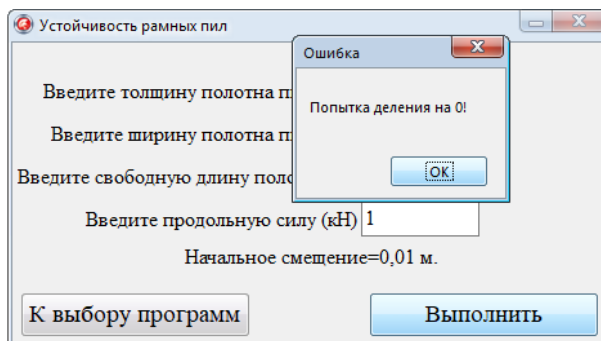 Устойчивость рамных пил
Ошибка
Попытка деления на 0!
OK
Введите толщину полотна
Введите ширину полотна
Введите свободную длину
Введите продольную силу (кН) 1
Начальное смещение=0,01 м.
К выбору программ
Выполнить